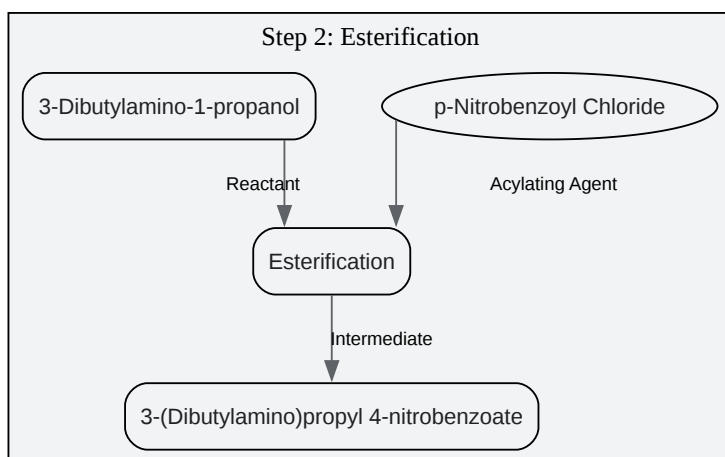 Step 2: Esterification
3-Dibutylamino-1-propanol
p-Nitrobenzoyl Chloride
Reactant
Acylating Agent
Esterification
Intermediate
3-(Dibutylamino)propyl 4-nitrobenzoate